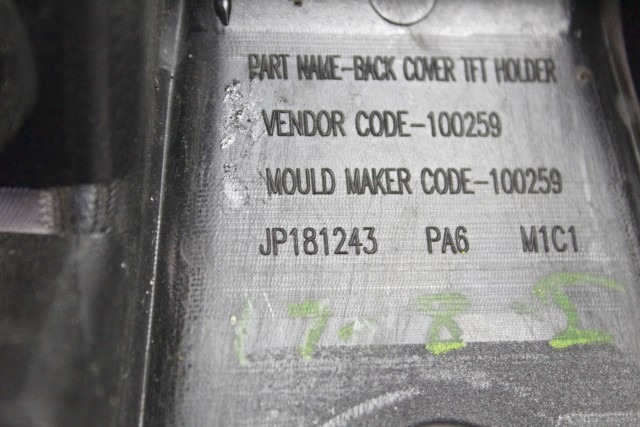 PART NAME-BACK COVER TFT HOLDER
VENDOR CODE-100259
MOULD MAKER CODE-100259
JP181243 PA6 M1C1